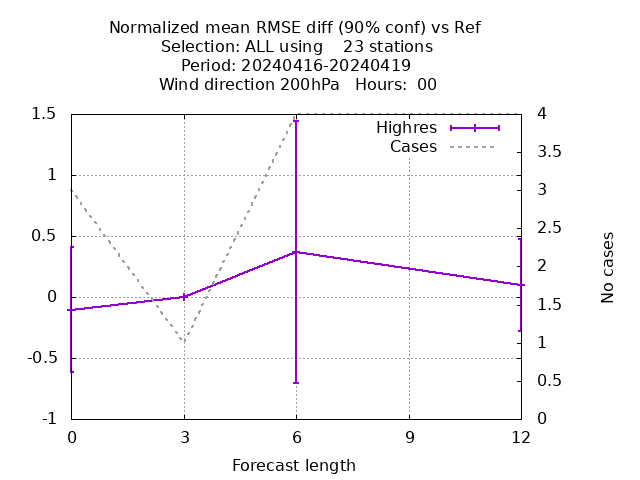 Normalized mean RMSE diff (90% conf) vs Ref
Selection: ALL using    23 stations
Period: 20240416-20240419
Wind direction 200hPa   Hours:  00
1.5
1
0.5
0
-0.5
-1
Highres
Cases
4
3.5
3
2.5
2
1.5
1
0.5
0
No cases
0 3 6 9 12
Forecast length